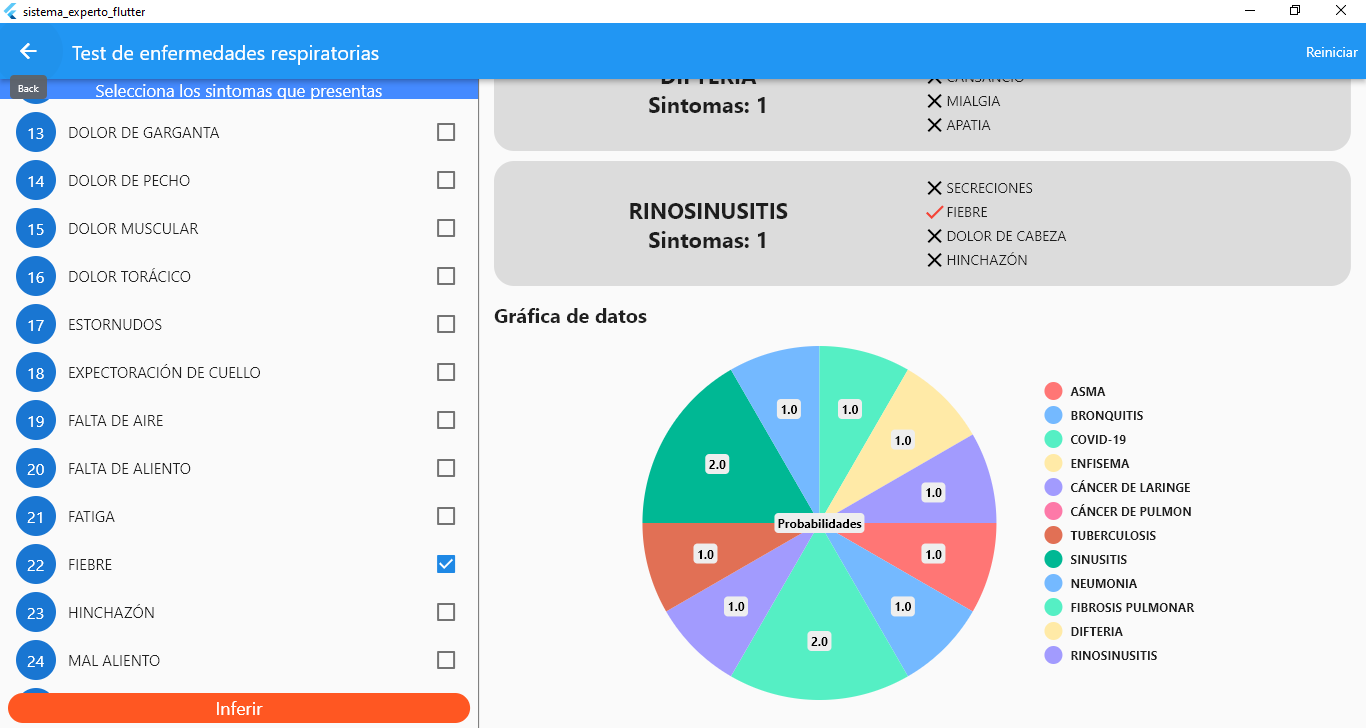 sistema_experto_flutter
Test de enfermedades respiratorias
Reiniciar
Back
Selecciona los sintomas que presentas
13 DOLOR DE GARGANTA
14 DOLOR DE PECHO
15 DOLOR MUSCULAR
16 DOLOR TORÁCICO
17 ESTORNUDOS
18 EXPECTORACIÓN DE CUELLO
19 FALTA DE AIRE
20 FALTA DE ALIENTO
21 FATIGA
22 FIEBRE
23 HINCHAZÓN
24 MAL ALIENTO
Inferir
DIFTERIA
Sintomas: 1
CANSANCIO
MIALGIA
APATIA
RINOSINUSITIS
Sintomas: 1
SECRECIONES
FIEBRE
DOLOR DE CABEZA
HINCHAZÓN
Gráfica de datos
1.0
1.0
1.0
2.0
1.0
Probabilidades
1.0
1.0
1.0
1.0
2.0
ASMA
BRONQUITIS
COVID-19
ENFISEMA
CÁNCER DE LARINGE
CÁNCER DE PULMON
TUBERCULOSIS
SINUSITIS
NEUMONIA
FIBROSIS PULMONAR
DIFTERIA
RINOSINUSITIS